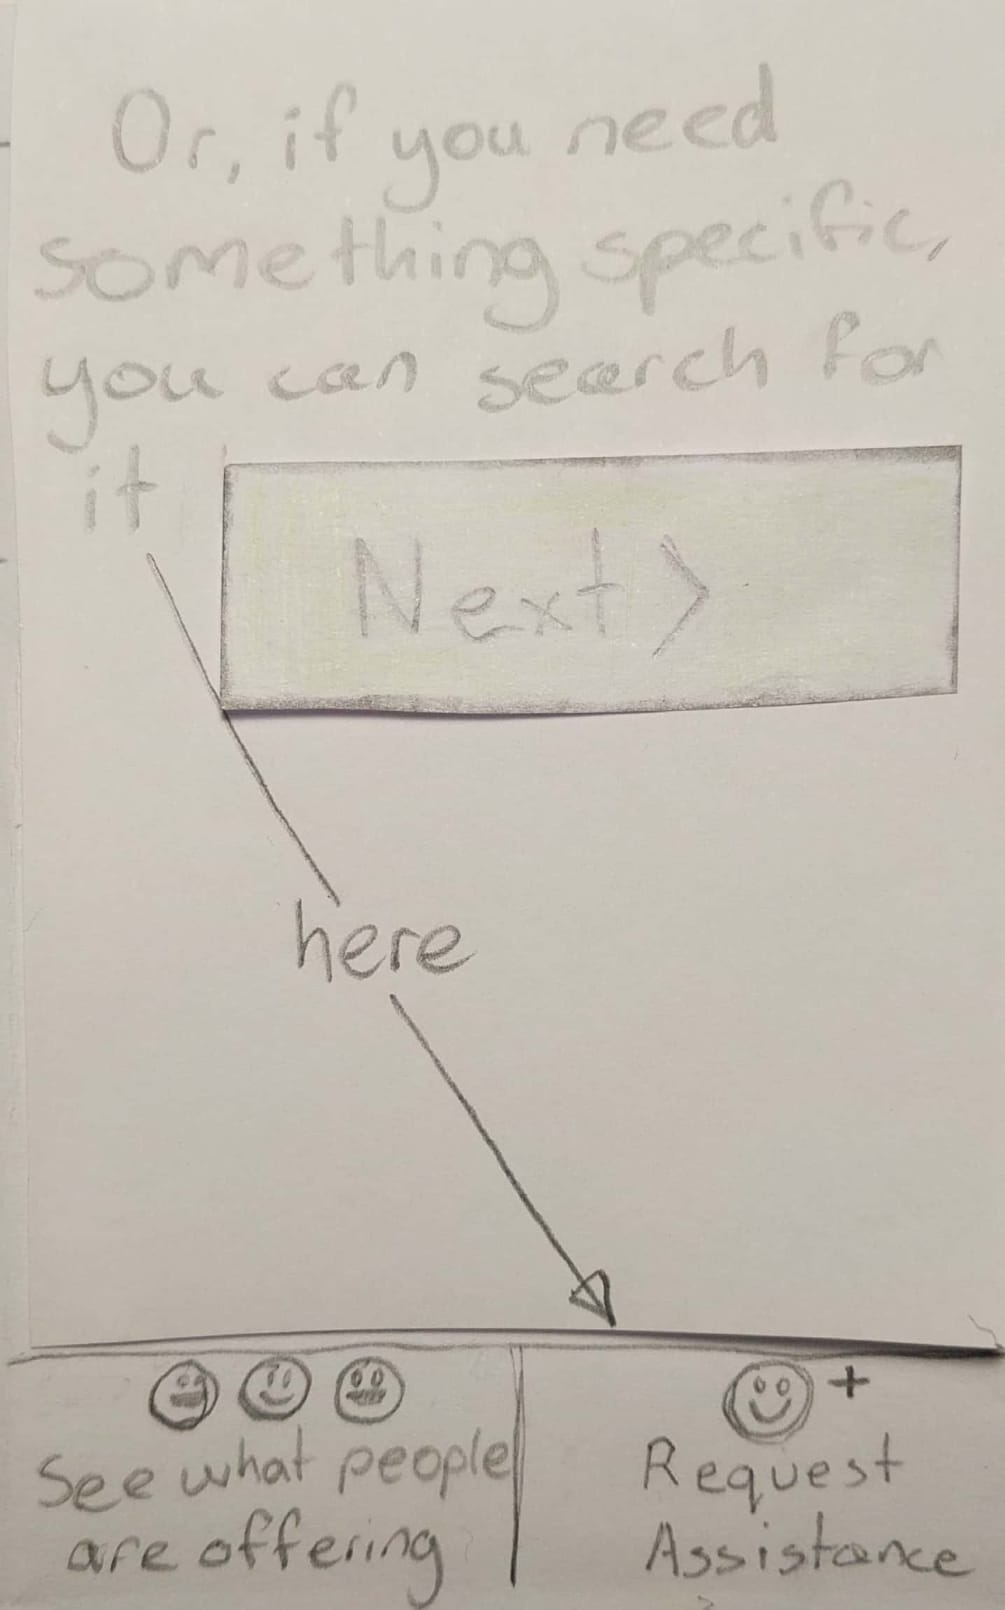 Or, if you need
something specific,
you can search for
it
Next >
here
See what people
are offering
+
Request
Assistance